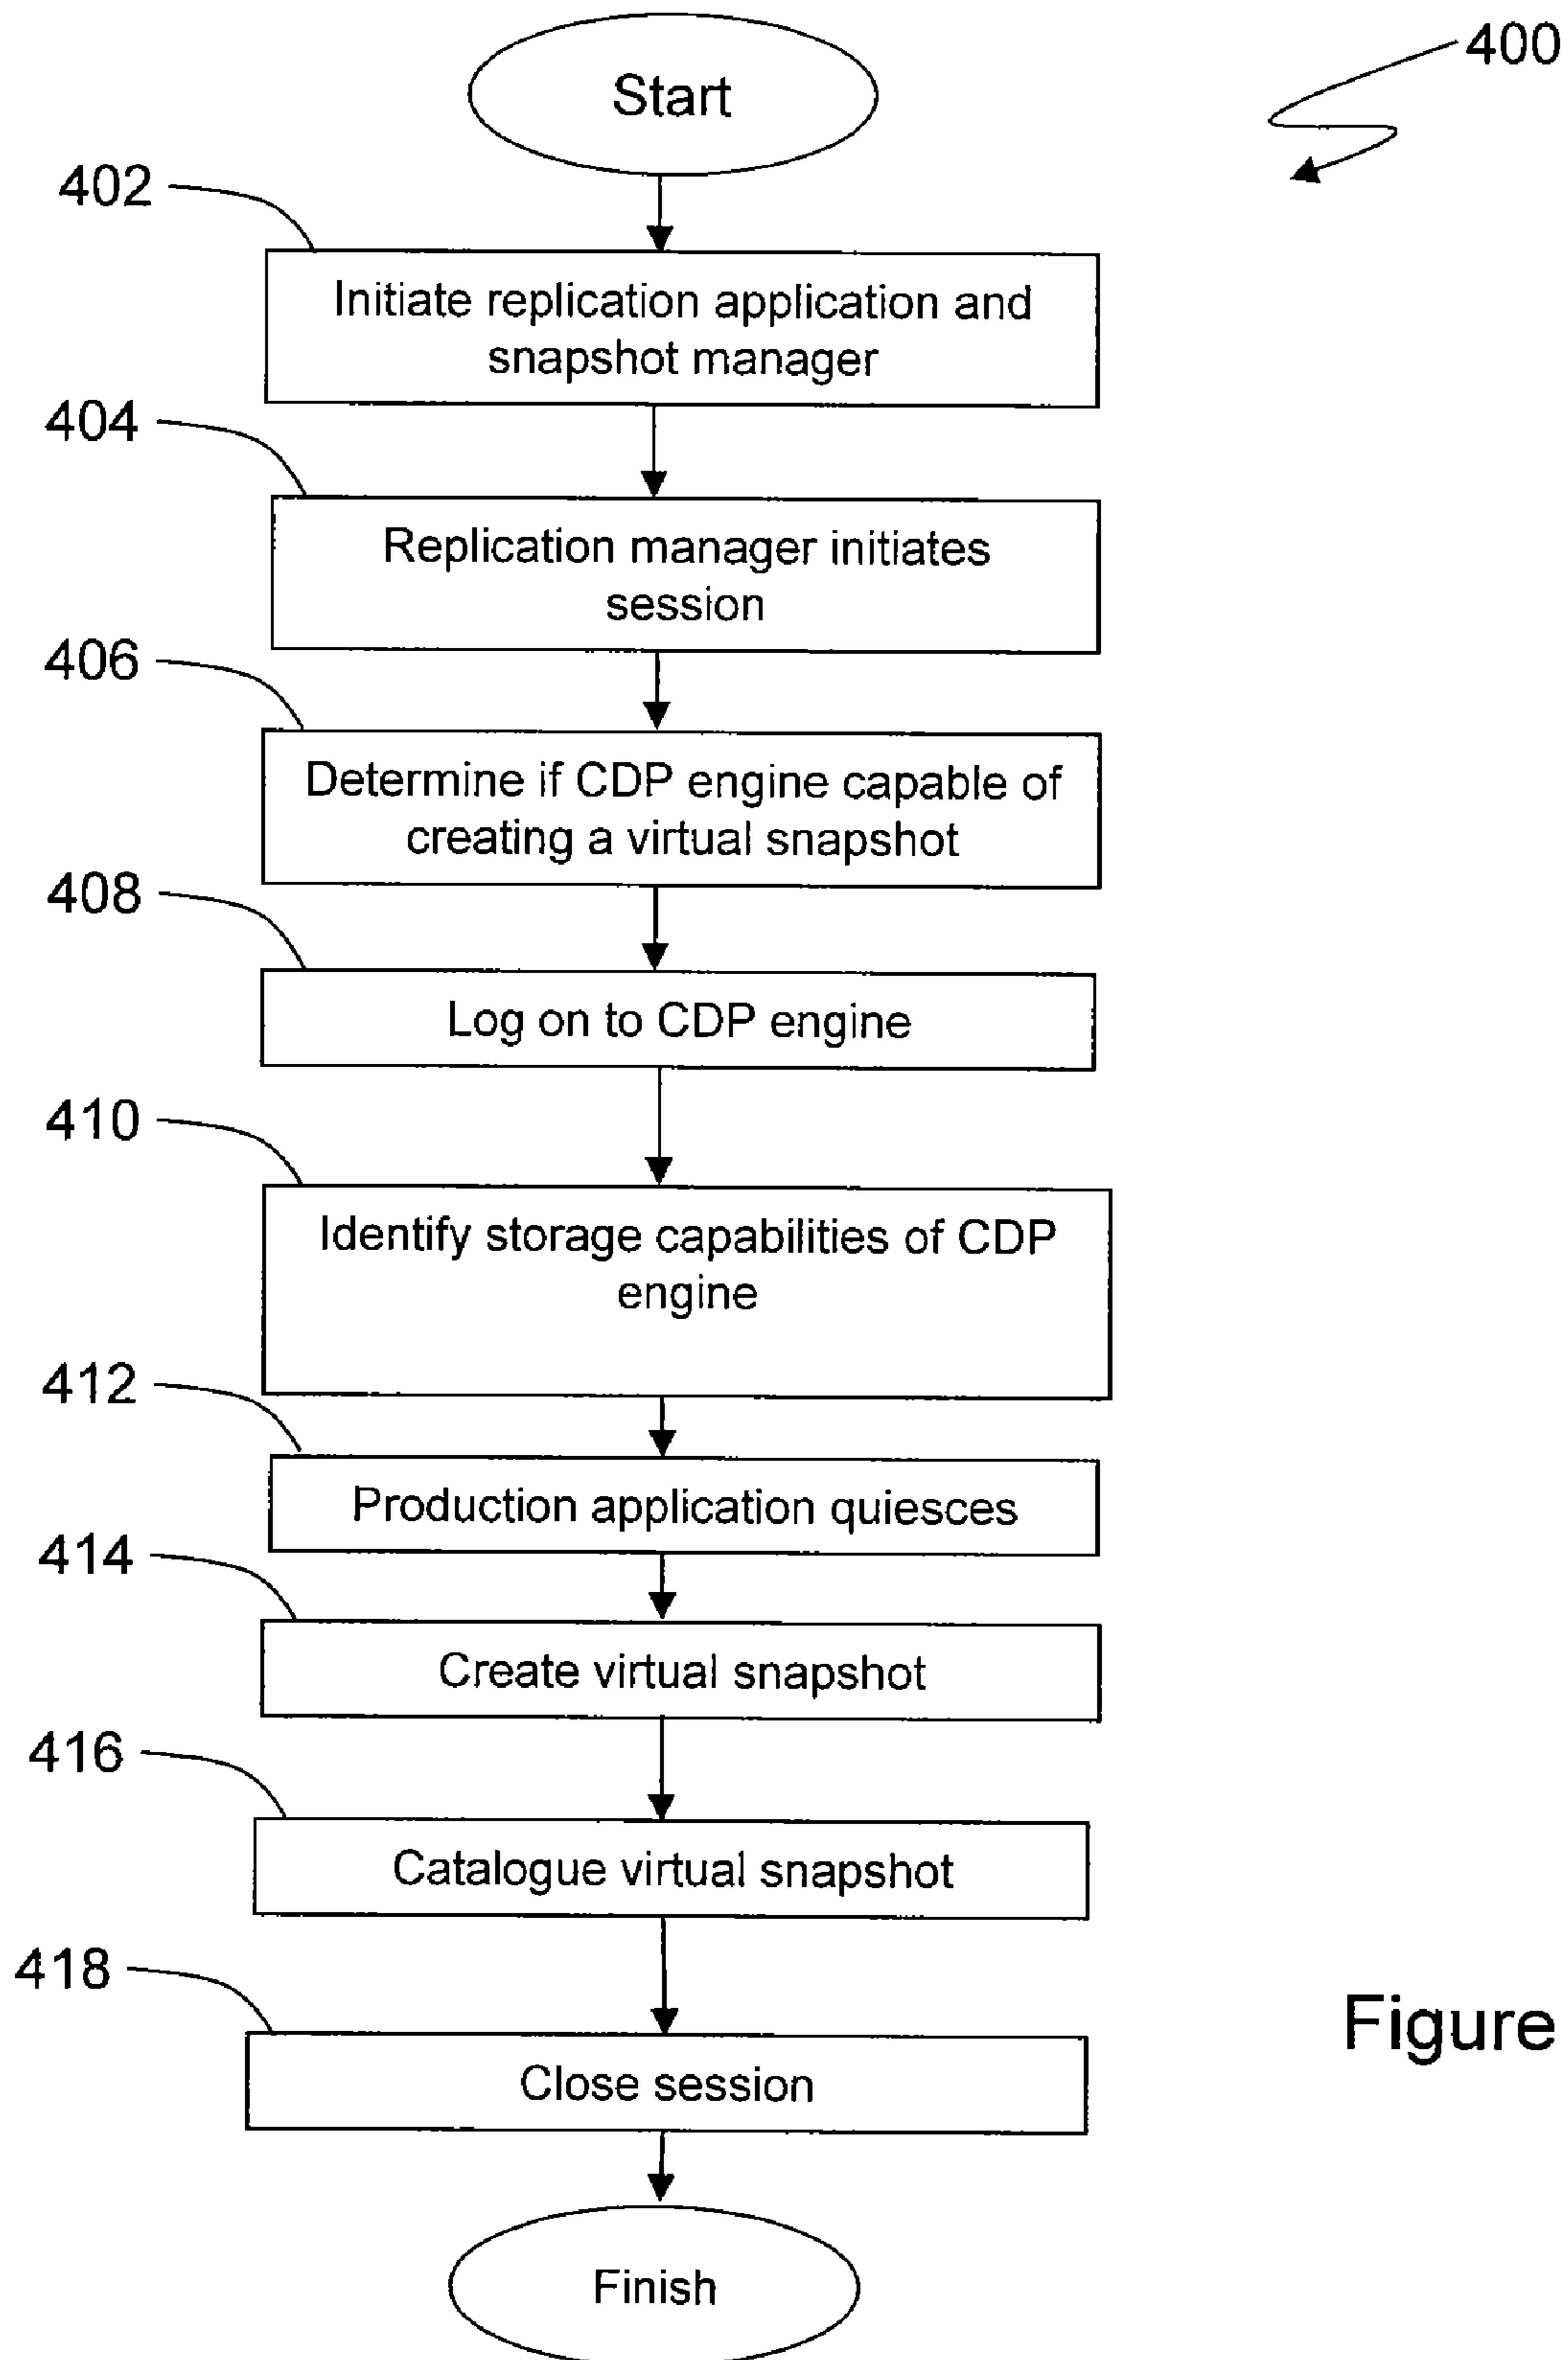 400
Start
402
Initiate replication application and
snapshot manager
404
Replication manager initiates
session
406
Determine if CDP engine capable of
creating a virtual snapshot
408
Log on to CDP engine
410
Identify storage capabilities of CDP
engine
412
Production application quiesces
414
Create virtual snapshot
416
Catalogue virtual snapshot
418
Close session
Figure
Finish